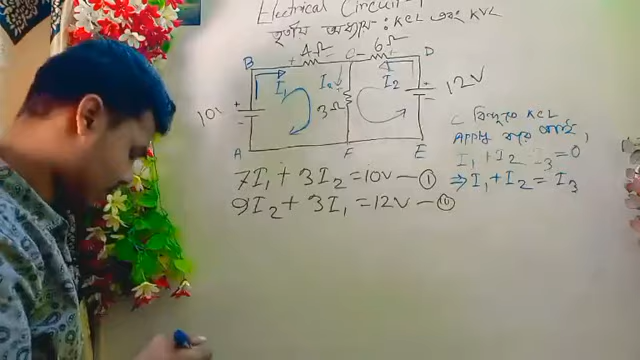 Electrical Circuit-1
তৃতীয় অধ্যায় : KCL এবং KVL
B + 4Ω C - 6Ω + D
I₁ I₃ I₂ 12V
10V 3Ω
A F E
C বিন্দুতে KCL
Apply করে পাই,
I₁ + I₂ - I₃ = 0
⇒ I₁ + I₂ = I₃
7I₁ + 3I₂ = 10V — ①
9I₂ + 3I₁ = 12V —